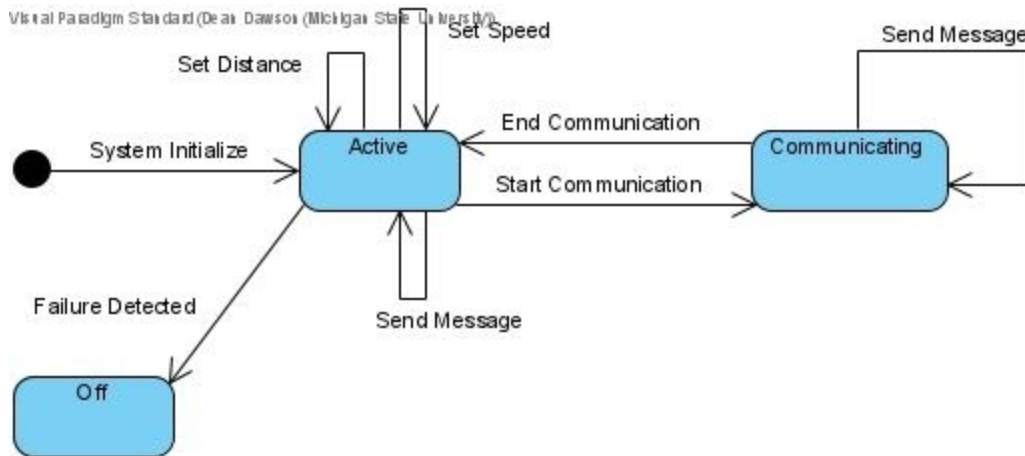 Visual Paradigm Standard (Dean Dawson (Michigan State University))
Set Speed
Send Message
Set Distance
End Communication
System Initialize
Active
Communicating
Start Communication
Failure Detected
Send Message
Off